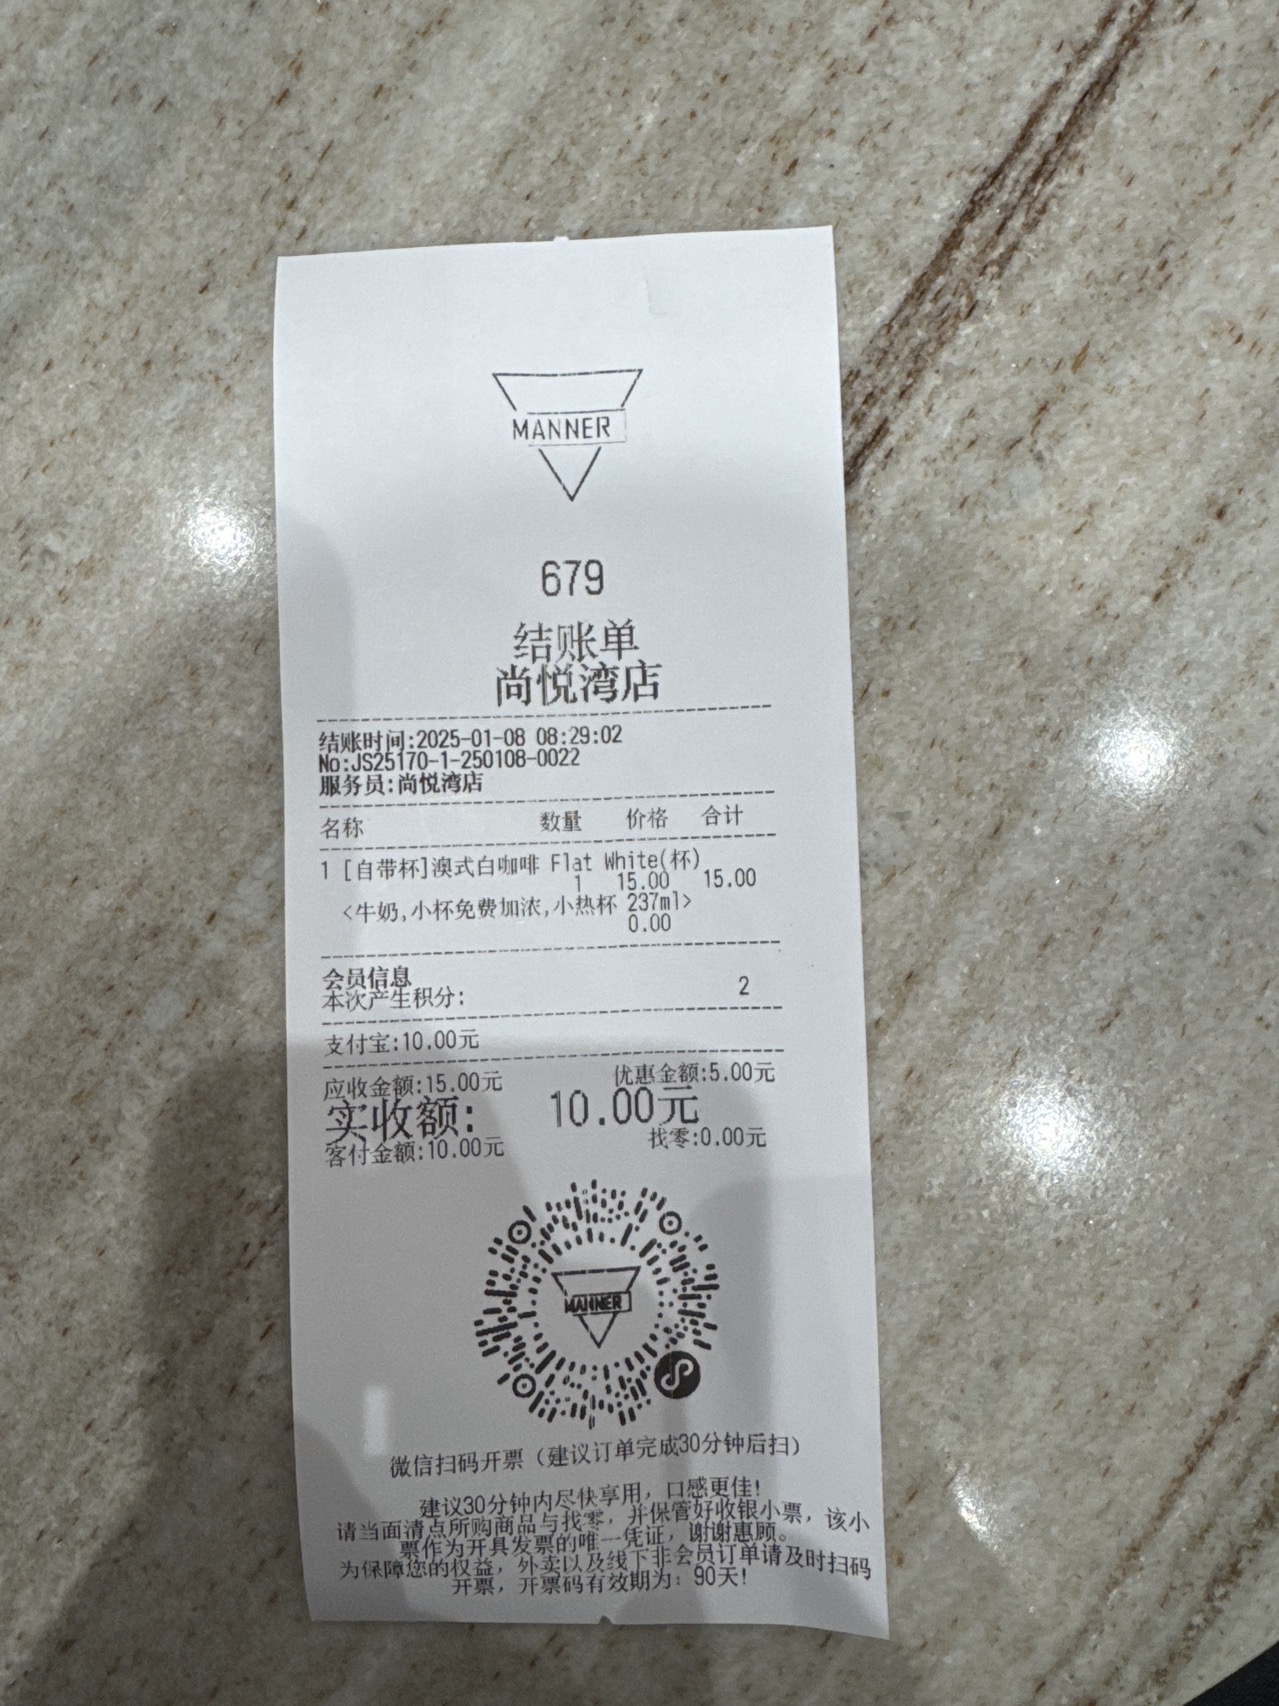 MANNER
679
结账单
尚悦湾店
结账时间:2025-01-08 08:29:02
No:JS25170-1-250108-0022
服务员:尚悦湾店
名称 数量 价格 合计
1 [自带杯]澳式白咖啡 Flat White(杯)
1 15.00 15.00
<牛奶,小杯免费加浓,小热杯 237ml>
0.00
会员信息
本次产生积分: 2
支付宝:10.00元
应收金额:15.00元 优惠金额:5.00元
实收额: 10.00元
客付金额:10.00元 找零:0.00元
MANNER
微信扫码开票（建议订单完成30分钟后扫）
建议30分钟内尽快享用，口感更佳!
请当面清点所购商品与找零，并保管好收银小票，该小
票作为开具发票的唯一凭证，谢谢惠顾。
为保障您的权益，外卖以及线下非会员订单请及时扫码
开票，开票码有效期为：90天!